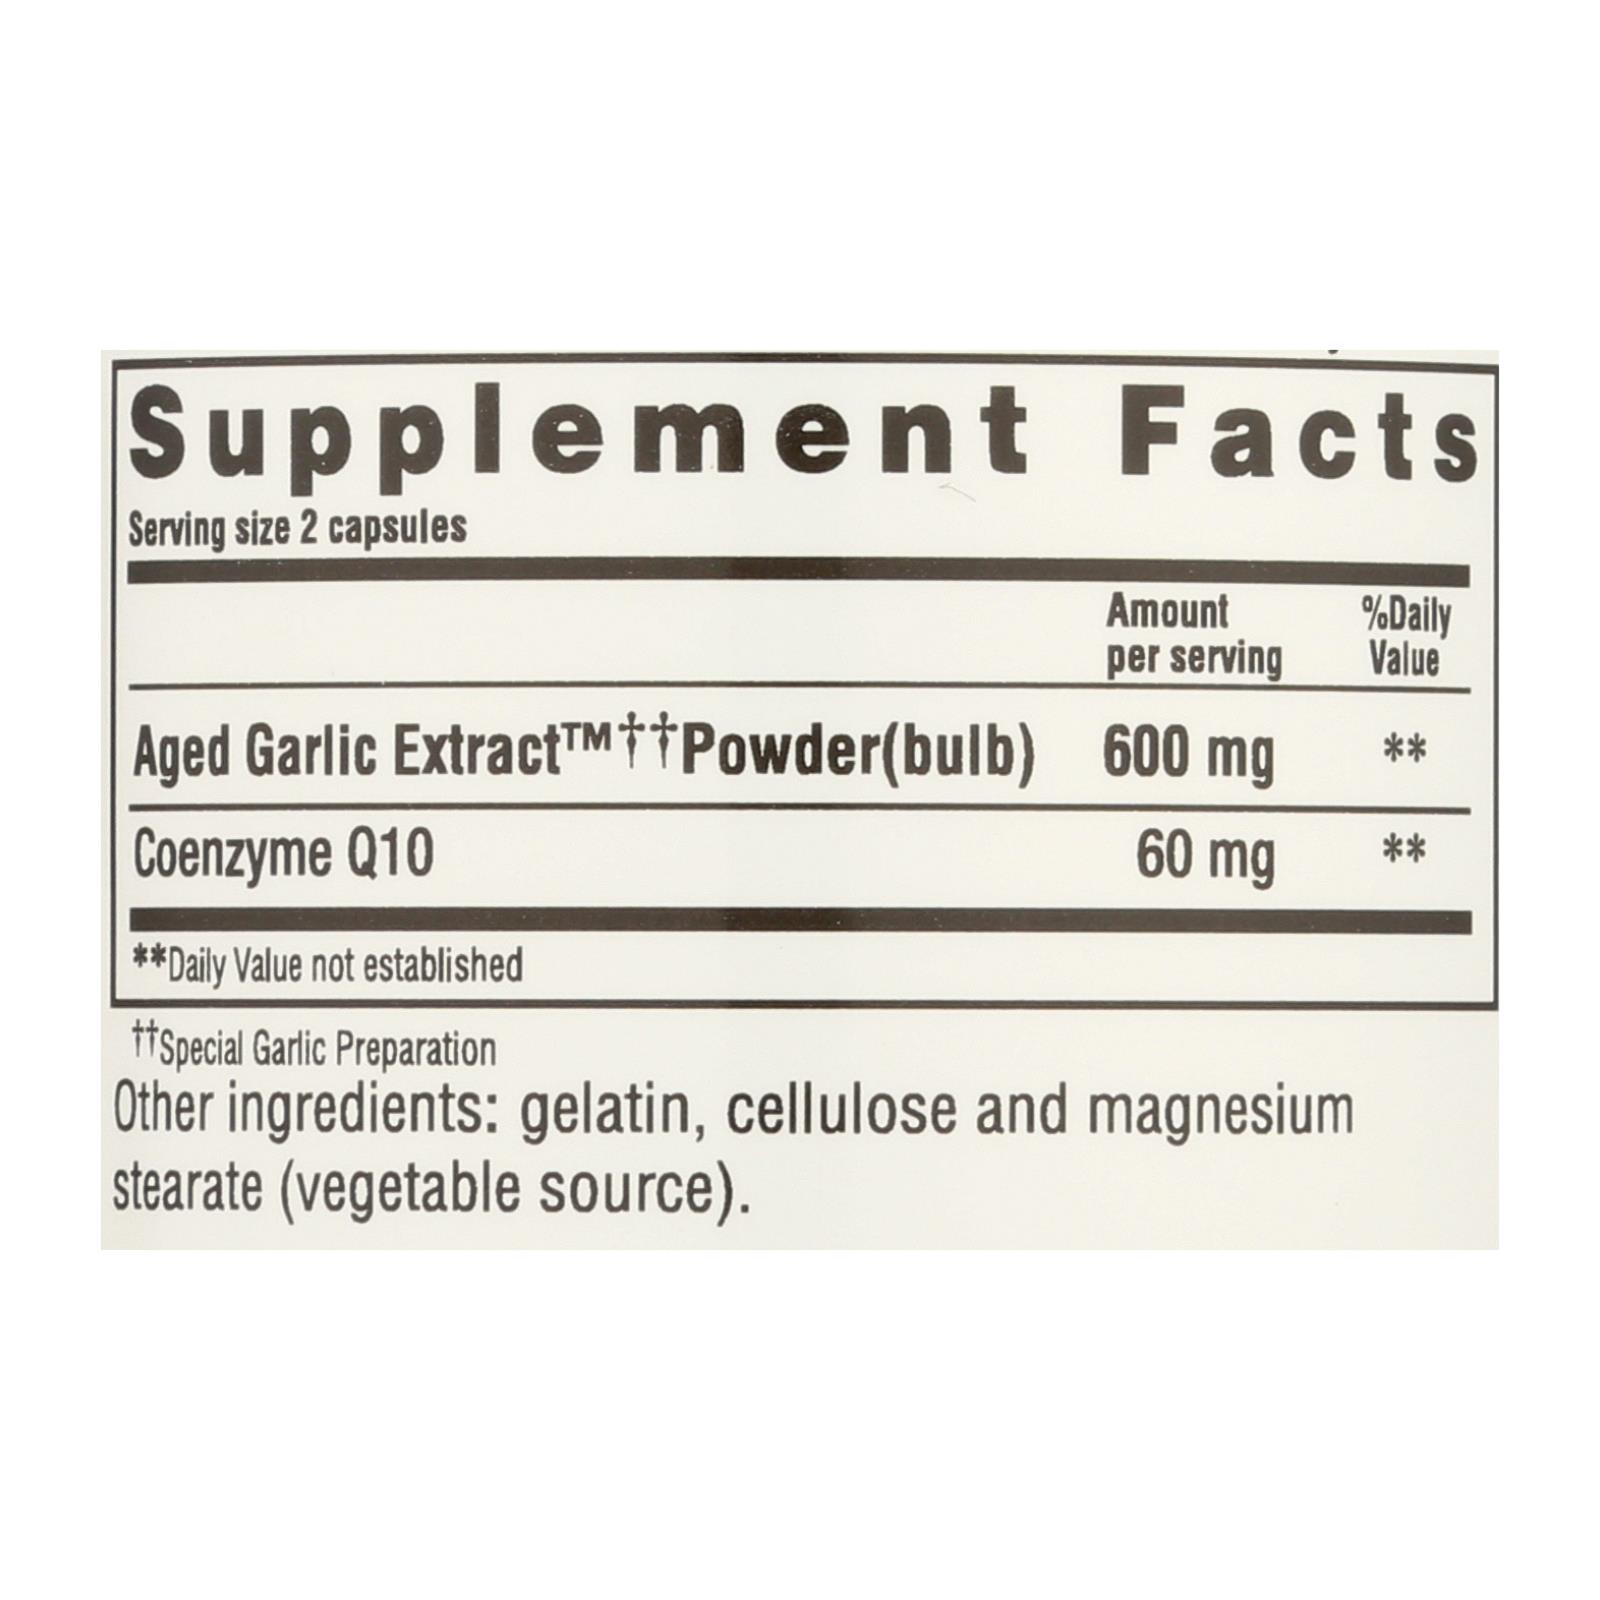 Supplement Facts
Serving size 2 capsules
Amount per serving %Daily Value
Aged Garlic Extract™††Powder(bulb) 600 mg **
Coenzyme Q10 60 mg **
**Daily Value not established
††Special Garlic Preparation
Other ingredients: gelatin, cellulose and magnesium
stearate (vegetable source).